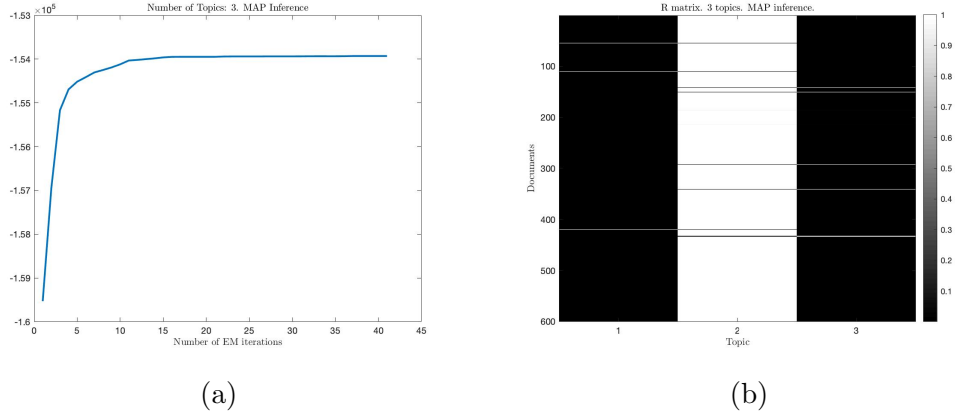 Number of Topics: 3. MAP Inference
×10⁵
-1.53
-1.54
-1.55
-1.56
-1.57
-1.58
-1.59
-1.6
0 5 10 15 20 25 30 35 40 45
Number of EM iterations
(a)
R matrix. 3 topics. MAP inference.
Documents
100
200
300
400
500
600
1 2 3
Topic
1
0.9
0.8
0.7
0.6
0.5
0.4
0.3
0.2
0.1
(b)